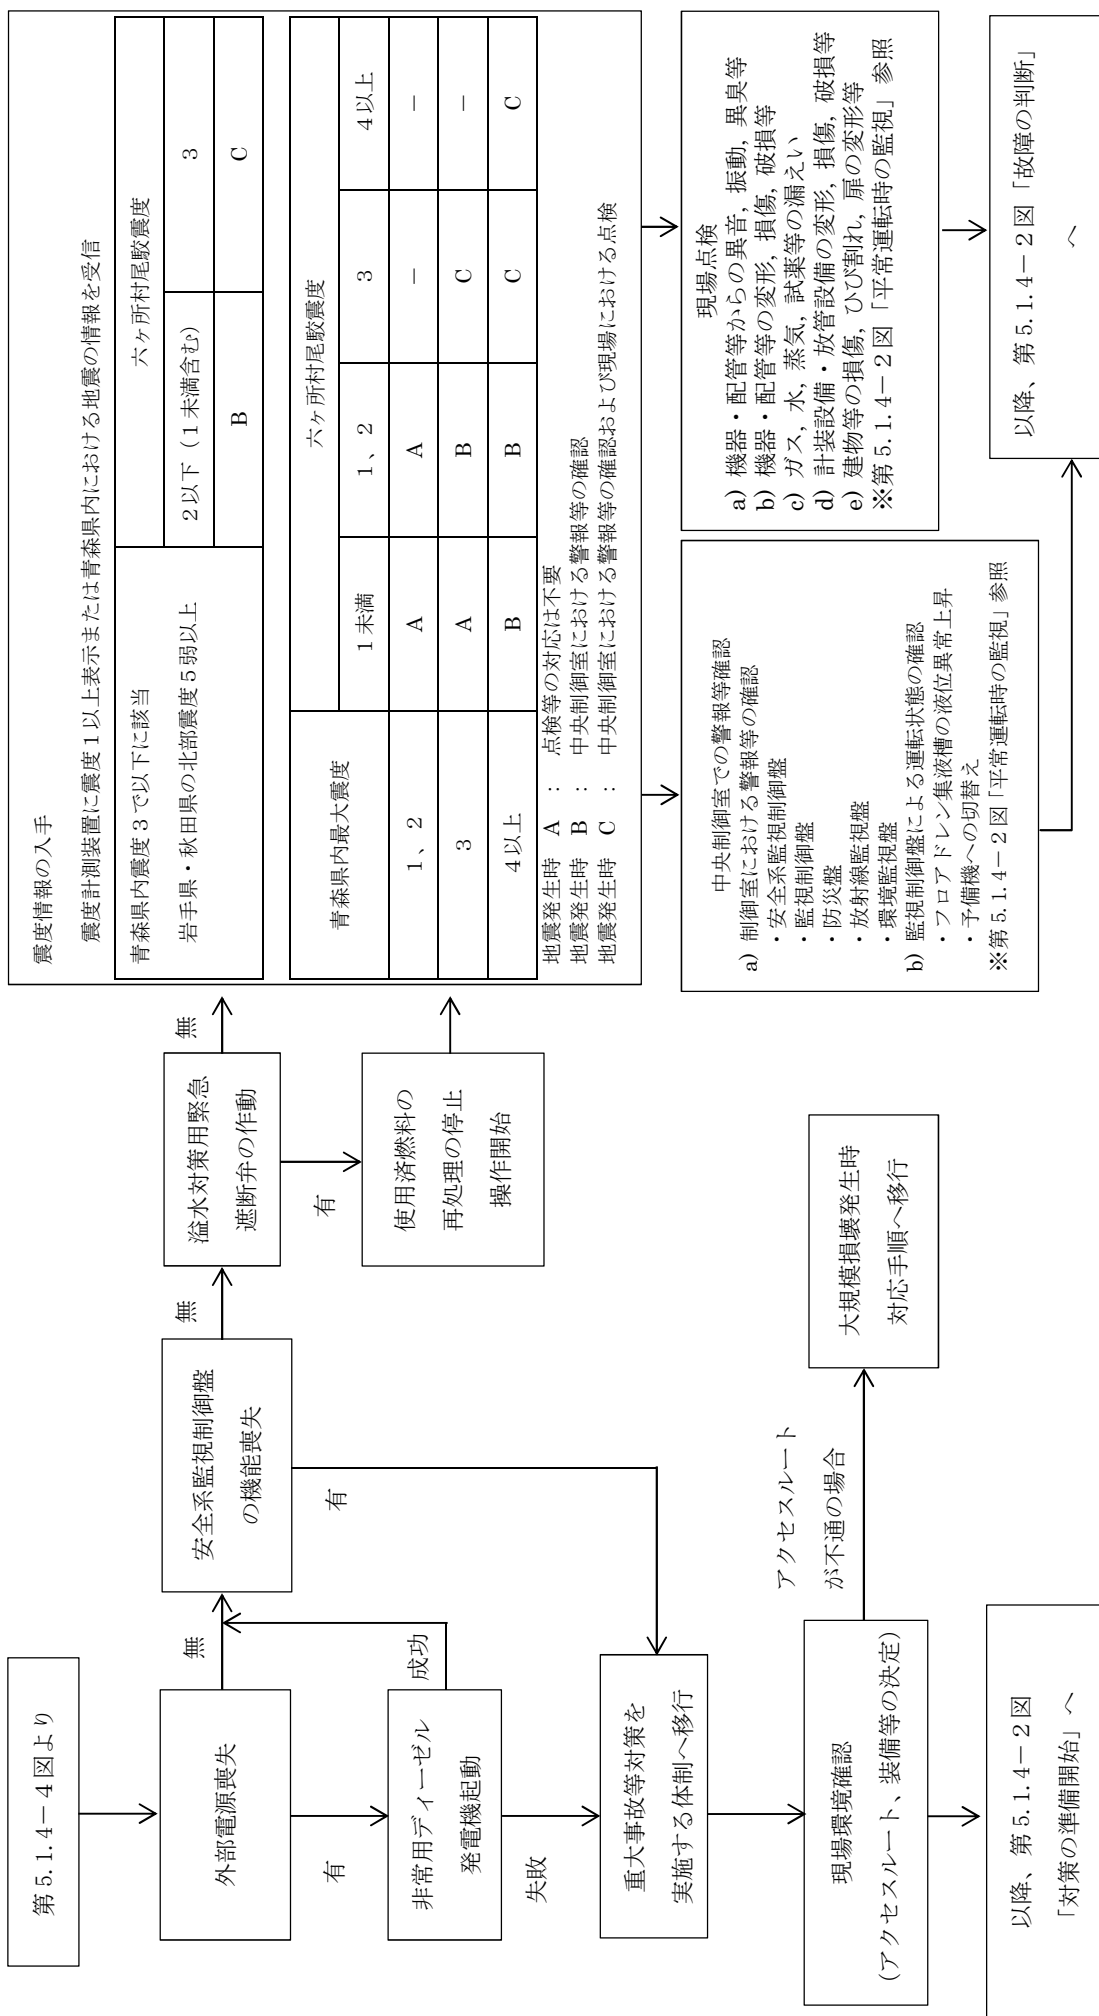 第5.1.4－4図より
外部電源喪失
無
有
非常用ディーゼル
発電機起動
成功
失敗
安全系監視制御盤
の機能喪失
無
有
溢水対策用緊急
遮断弁の作動
無
有
使用済燃料の
再処理の停止
操作開始
重大事故等対策を
実施する体制へ移行
現場環境確認
(アクセスルート、装備等の決定)
アクセスルート
が不通の場合
大規模損壊発生時
対応手順へ移行
以降、第5.1.4－2図
「対策の準備開始」へ
震度情報の入手
震度計測装置に震度1以上表示または青森県内における地震の情報を受信
青森県内震度3で以下に該当
六ヶ所村尾駮震度
岩手県・秋田県の北部震度5弱以上
2以下（1未満含む）
3
B
C
青森県内最大震度
六ヶ所村尾駮震度
1未満
1、2
3
4以上
1、2
A
A
－
－
3
A
B
C
－
4以上
B
B
C
C
地震発生時 A ： 点検等の対応は不要
地震発生時 B ： 中央制御室における警報等の確認
地震発生時 C ： 中央制御室における警報等の確認および現場における点検
中央制御室での警報等確認
a) 制御室における警報等の確認
・安全系監視制御盤
・監視制御盤
・防災盤
・放射線監視盤
・環境監視盤
b) 監視制御盤による運転状態の確認
・フロアドレン集液槽の液位異常上昇
・予備機への切替え
※第5.1.4－2図「平常運転時の監視」参照
現場点検
a) 機器・配管等からの異音，振動，異臭等
b) 機器・配管等の変形，損傷，破損等
c) ガス，水，蒸気，試薬等の漏えい
d) 計装設備・放管設備の変形，損傷，破損等
e) 建物等の損傷，ひび割れ，扉の変形等
※第5.1.4－2図「平常運転時の監視」参照
以降、第5.1.4－2図「故障の判断」
へ